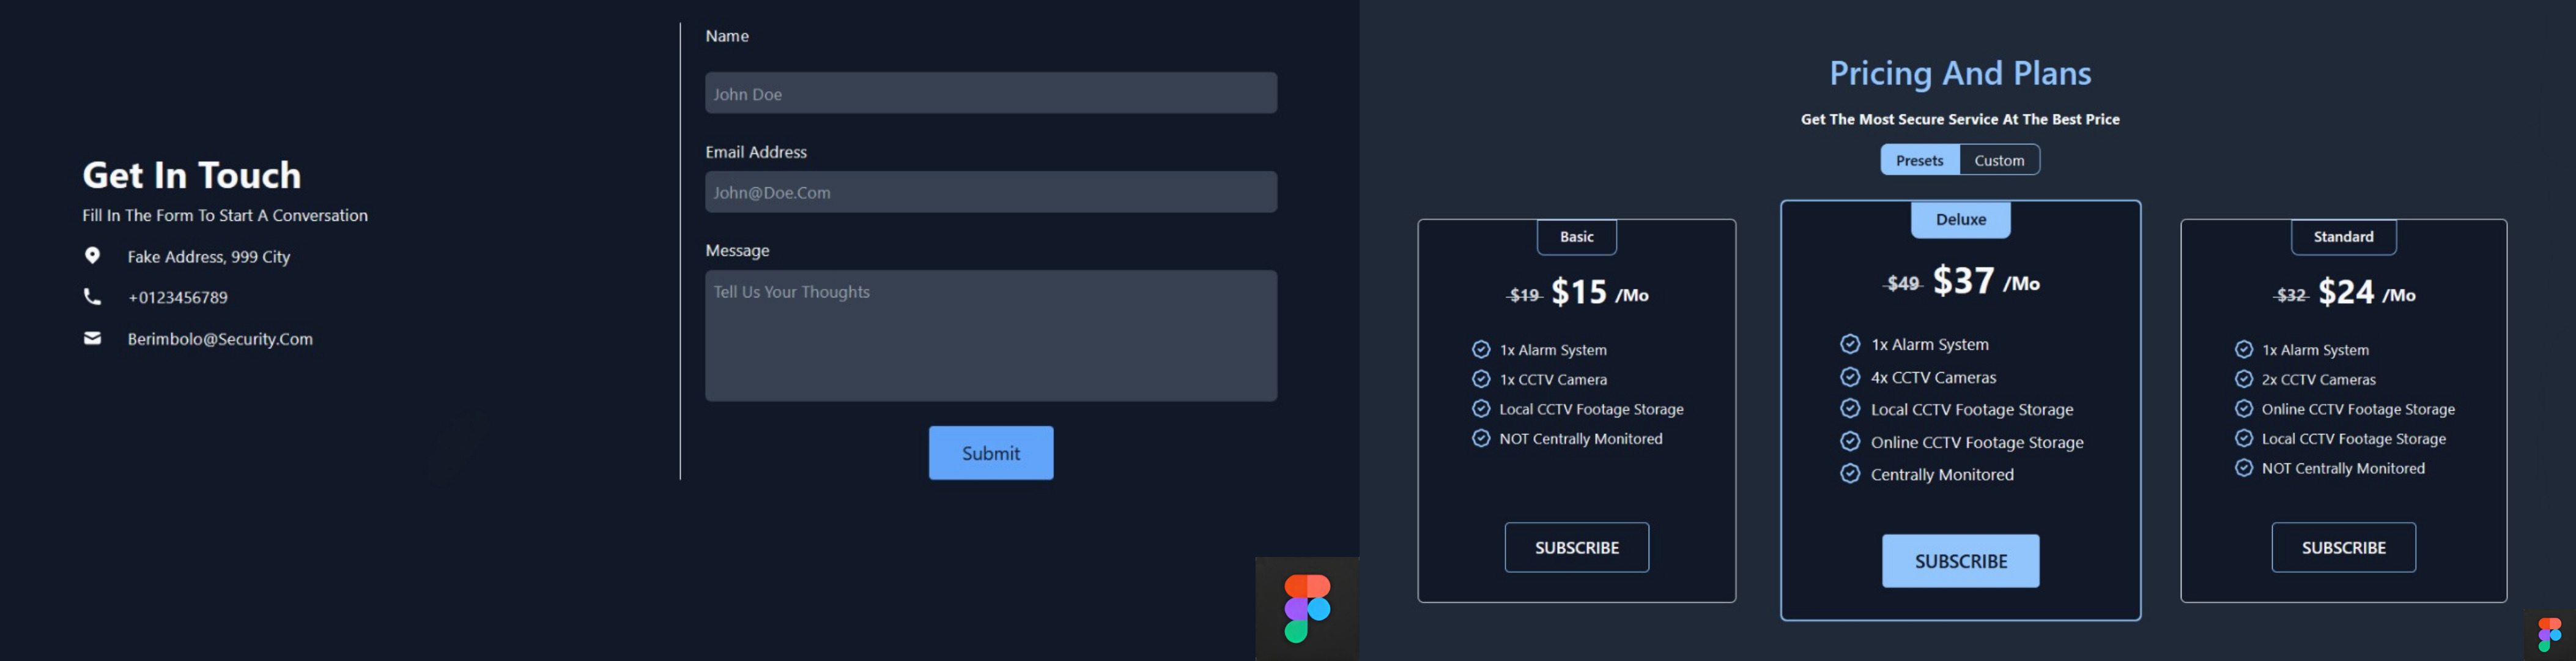 Get In Touch
Fill In The Form To Start A Conversation
Fake Address, 999 City
+0123456789
Berimbolo@Security.Com
Name
John Doe
Email Address
John@Doe.Com
Message
Tell Us Your Thoughts
Submit
Pricing And Plans
Get The Most Secure Service At The Best Price
Presets Custom
Basic
$19 $15 /Mo
1x Alarm System
1x CCTV Camera
Local CCTV Footage Storage
NOT Centrally Monitored
SUBSCRIBE
Deluxe
$49 $37 /Mo
1x Alarm System
4x CCTV Cameras
Local CCTV Footage Storage
Online CCTV Footage Storage
Centrally Monitored
SUBSCRIBE
Standard
$32 $24 /Mo
1x Alarm System
2x CCTV Cameras
Online CCTV Footage Storage
Local CCTV Footage Storage
NOT Centrally Monitored
SUBSCRIBE